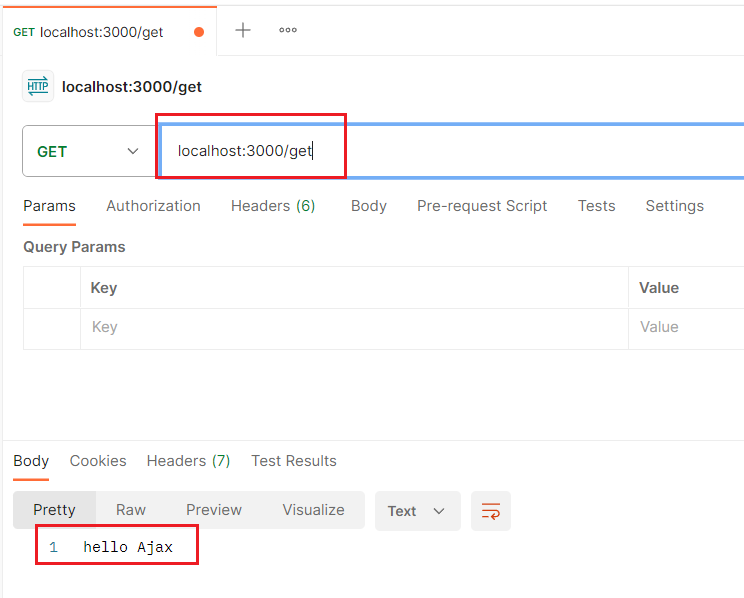 GET localhost:3000/get
HTTP localhost:3000/get
GET localhost:3000/get
Params Authorization Headers (6) Body Pre-request Script Tests Settings
Query Params
Key Value
Key Value
Body Cookies Headers (7) Test Results
Pretty Raw Preview Visualize Text
1 hello Ajax